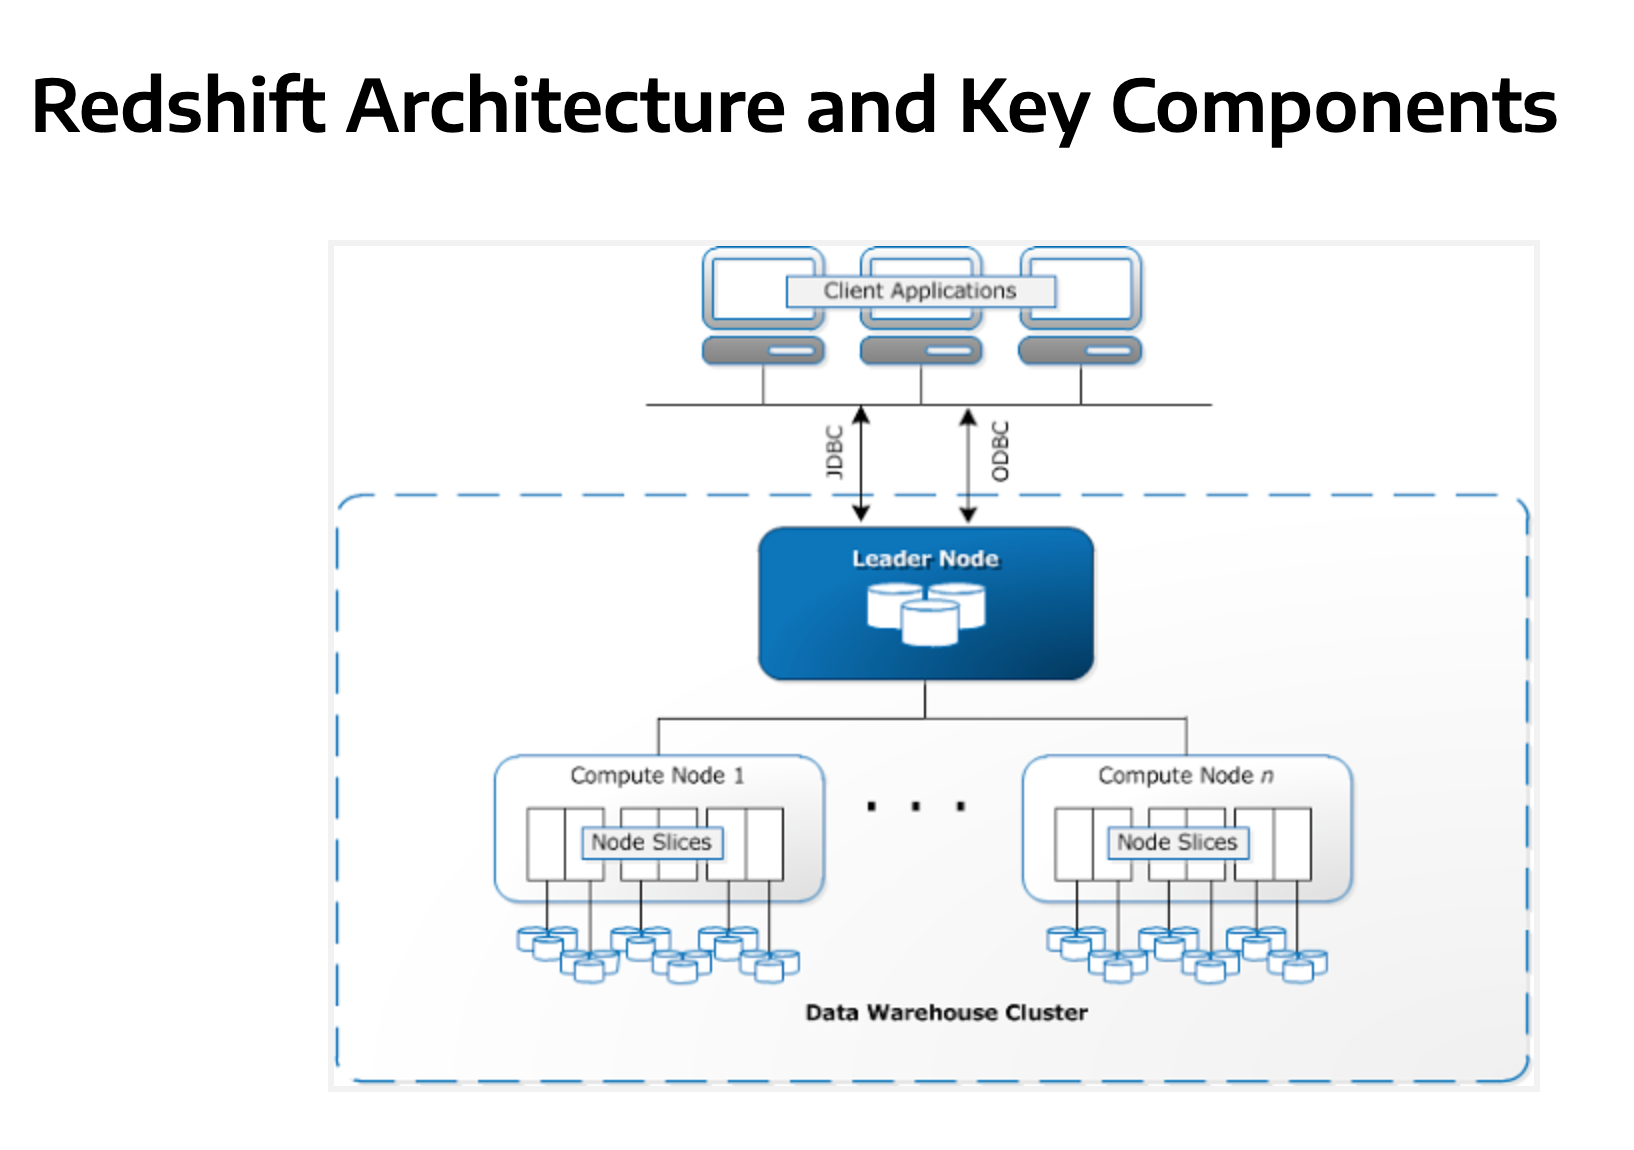 Redshift Architecture and Key Components
Client Applications
JDBC
ODBC
Leader Node
Compute Node 1
Compute Node n
Node Slices
Node Slices
Data Warehouse Cluster